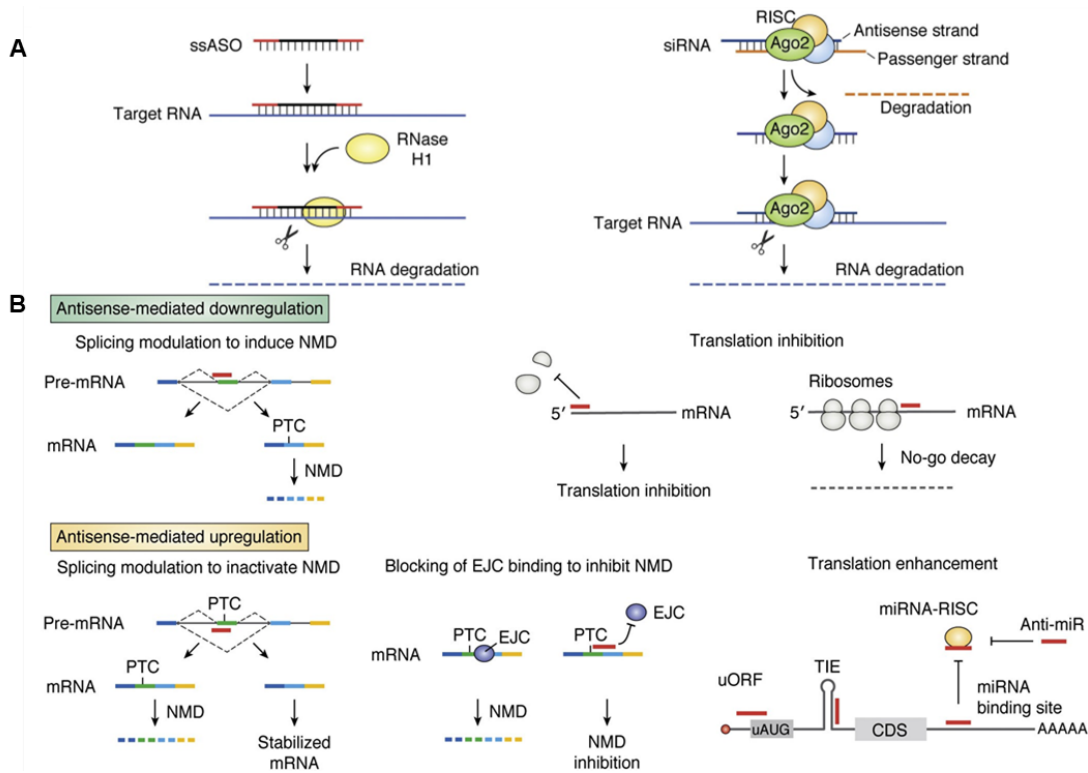 A
ssASO
Target RNA
RNase
H1
RNA degradation
RISC
siRNA
Ago2
Antisense strand
Passenger strand
Degradation
Ago2
Target RNA
Ago2
RNA degradation
B
Antisense-mediated downregulation
Splicing modulation to induce NMD
Pre-mRNA
mRNA
PTC
NMD
Translation inhibition
5′
mRNA
Translation inhibition
Ribosomes
5′
mRNA
No-go decay
Antisense-mediated upregulation
Splicing modulation to inactivate NMD
PTC
Pre-mRNA
PTC
mRNA
NMD
Stabilized
mRNA
Blocking of EJC binding to inhibit NMD
EJC
PTC
EJC
PTC
mRNA
NMD
NMD
inhibition
Translation enhancement
miRNA-RISC
Anti-miR
uORF
TIE
miRNA
binding site
uAUG
CDS
AAAAA